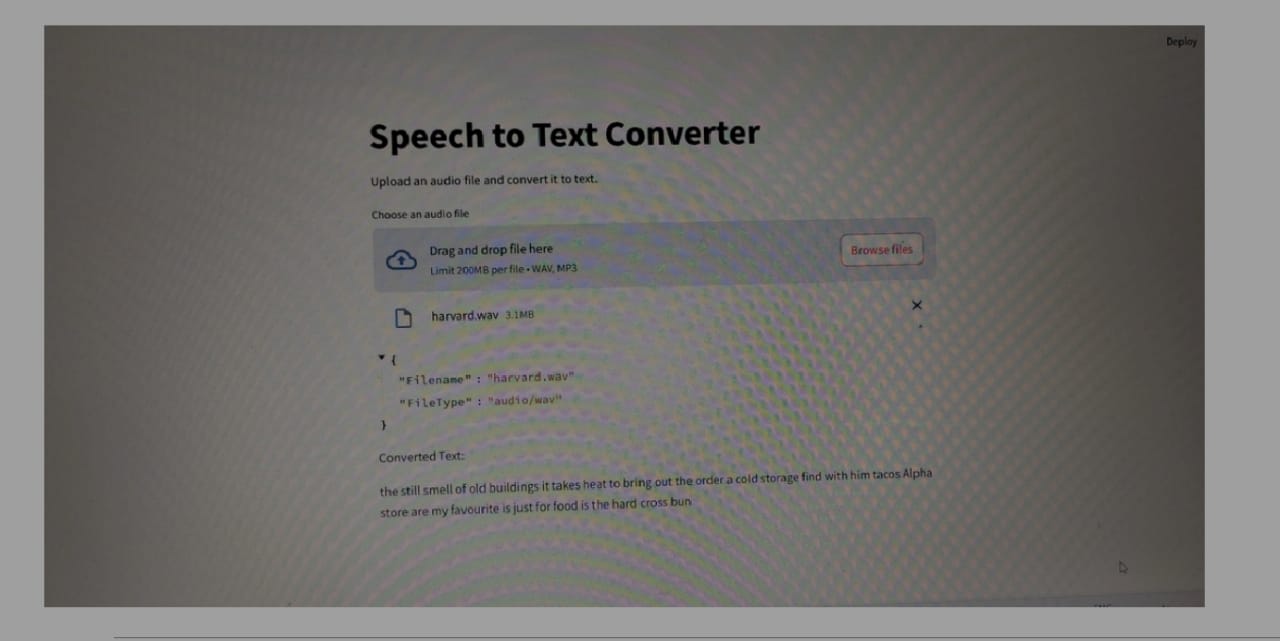 Deploy
Speech to Text Converter
Upload an audio file and convert it to text.
Choose an audio file
Drag and drop file here
Limit 200MB per file • WAV, MP3
Browse files
harvard.wav 3.1MB
{
"Filename" : "harvard.wav"
"FileType" : "audio/wav"
}
Converted Text:
the still smell of old buildings it takes heat to bring out the order a cold storage find with him tacos Alpha
store are my favourite is just for food is the hard cross bun